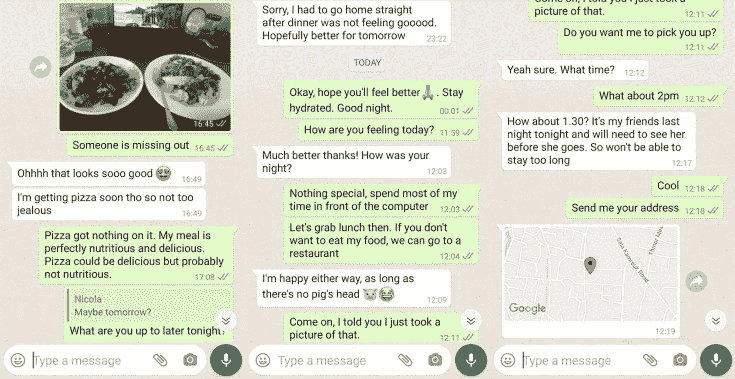 16:45
Someone is missing out 16:45
Ohhhh that looks sooo good
16:49
I'm getting pizza soon tho so not too
jealous
16:49
Pizza got nothing on it. My meal is
perfectly nutritious and delicious.
Pizza could be delicious but probably
not nutritious.
17:08
Nicola
Maybe tomorrow?
What are you up to later tonight
Type a message
Sorry, I had to go home straight
after dinner was not feeling gooood.
Hopefully better for tomorrow
23:22
TODAY
Okay, hope you'll feel better🙏. Stay
hydrated. Good night.
00:01
How are you feeling today? 11:59
Much better thanks! How was your
night?
12:03
Nothing special, spend most of my
time in front of the computer
12:03
Let's grab lunch then. If you don't
want to eat my food, we can go to a
restaurant
12:04
I'm happy either way, as long as
there's no pig's head 🐷😂
12:09
Come on, I told you I just took a
picture of that.
12:11
Type a message
Come on, I told you I just took a
picture of that.
12:11
Do you want me to pick you up?
12:11
Yeah sure. What time? 12:12
What about 2pm 12:12
How about 1.30? It's my friends last
night tonight and will need to see her
before she goes. So won't be able to
stay too long
12:17
Cool 12:18
Send me your address 12:18
Google
12:19
Type a message